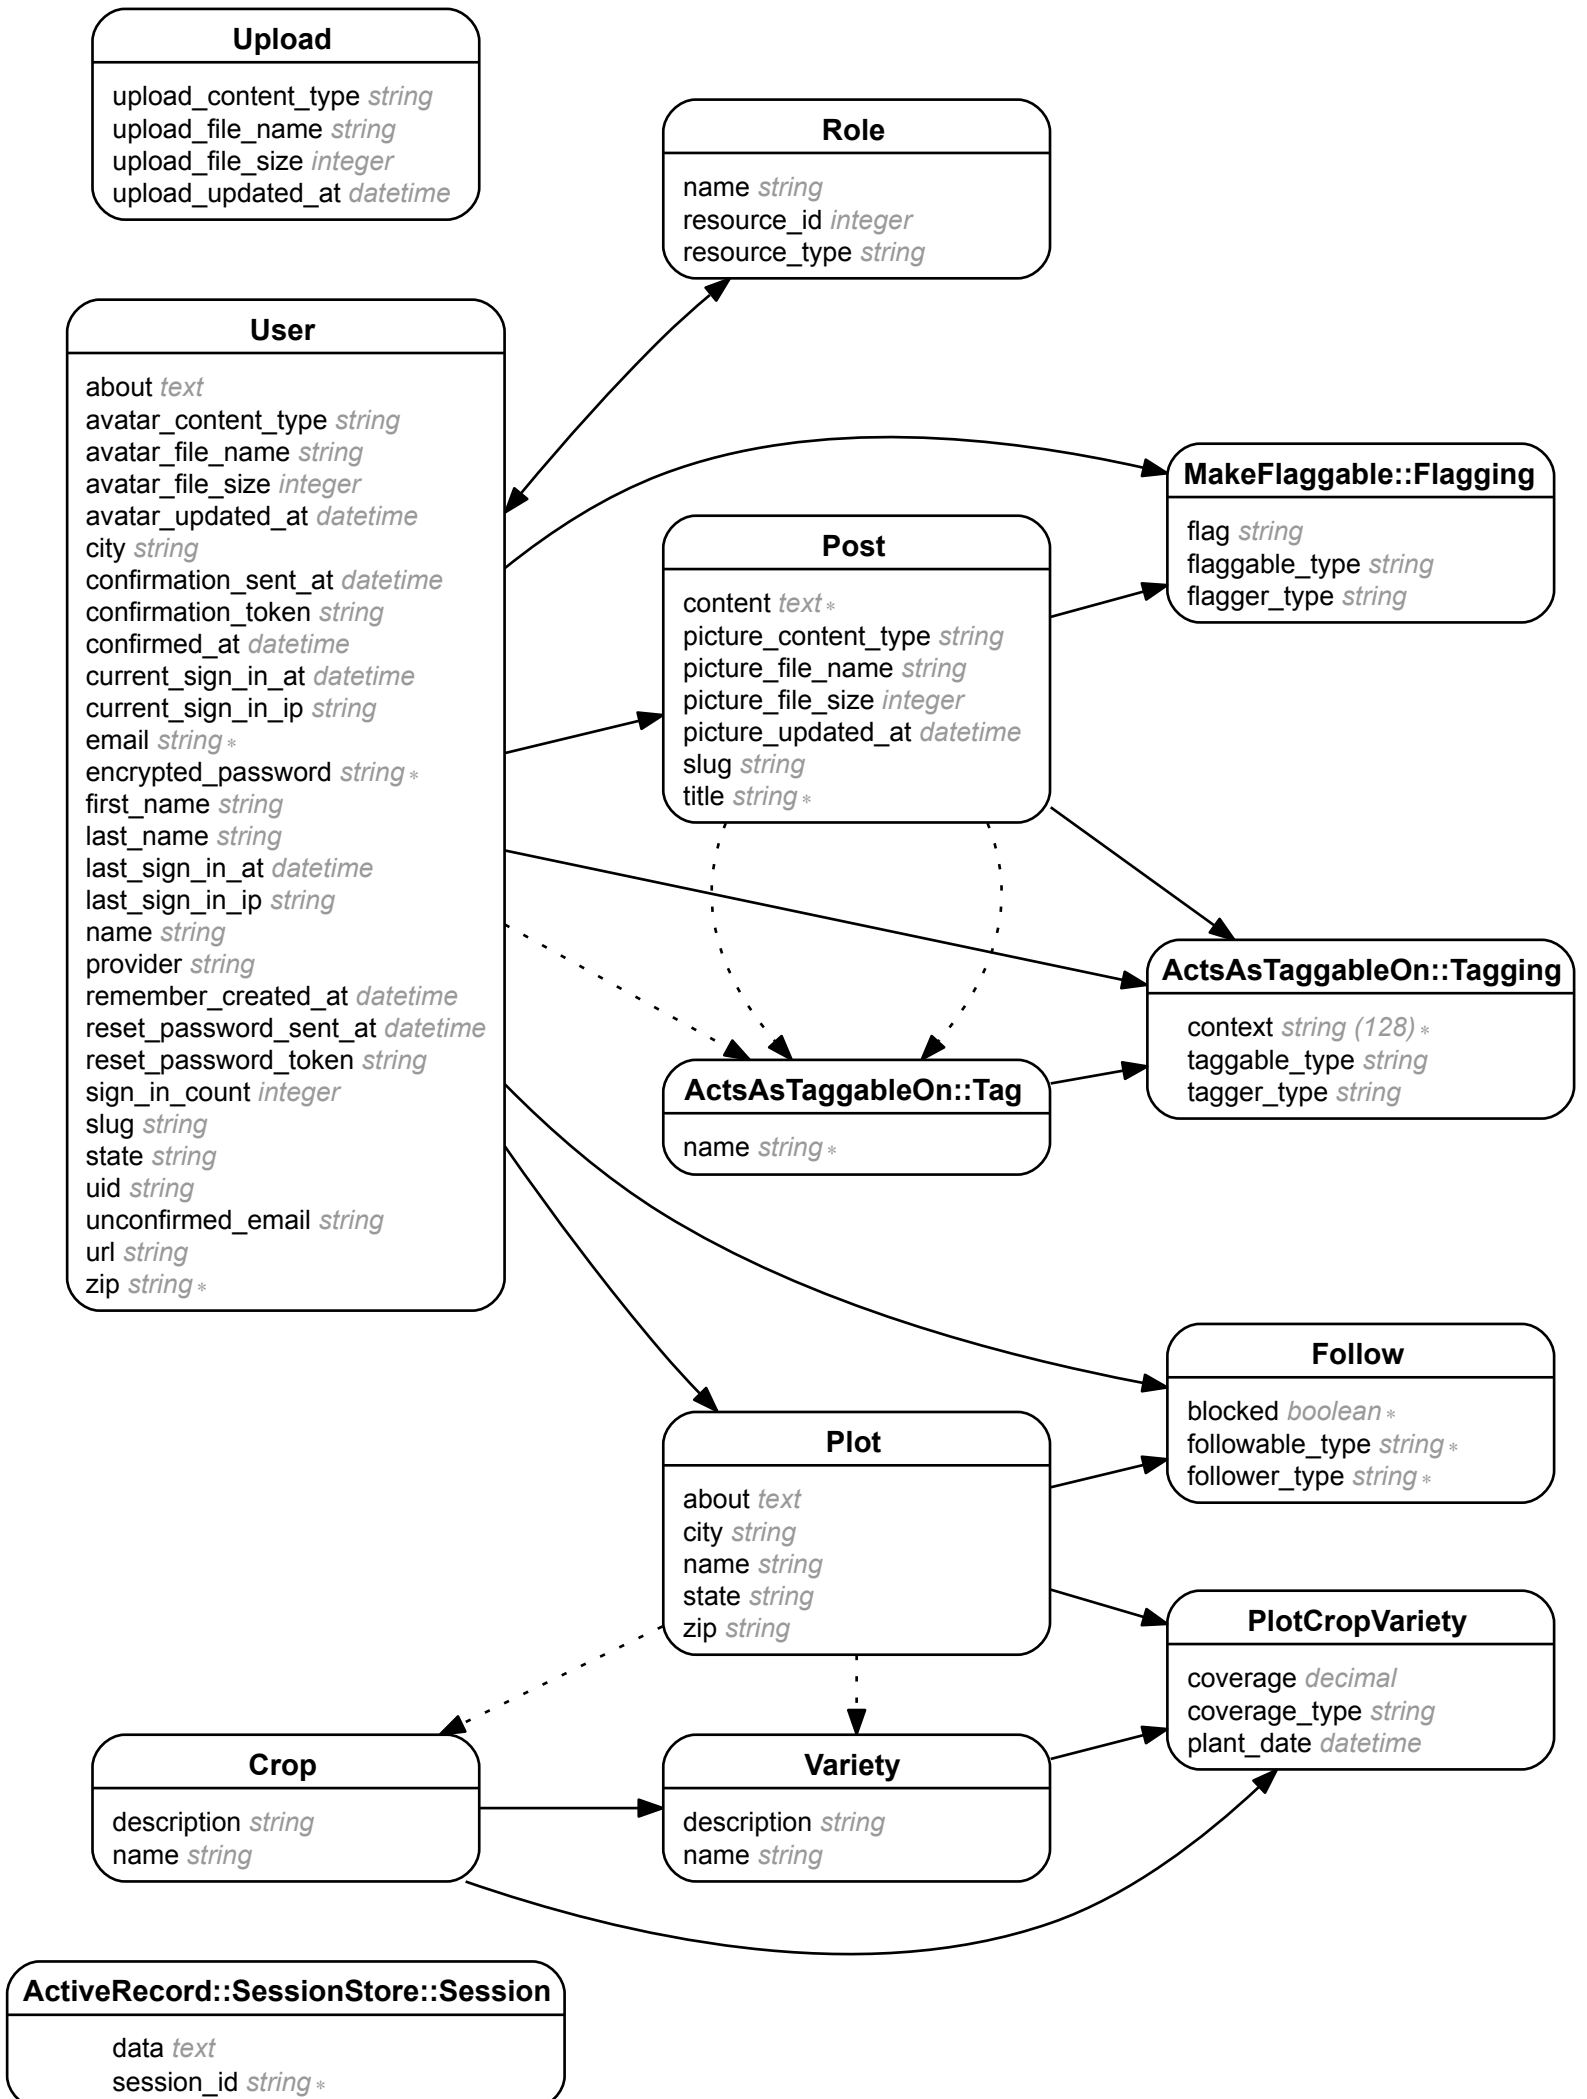 Upload
upload_content_type string
upload_file_name string
upload_file_size integer
upload_updated_at datetime
Role
name string
resource_id integer
resource_type string
User
about text
avatar_content_type string
avatar_file_name string
avatar_file_size integer
avatar_updated_at datetime
city string
confirmation_sent_at datetime
confirmation_token string
confirmed_at datetime
current_sign_in_at datetime
current_sign_in_ip string
email string *
encrypted_password string *
first_name string
last_name string
last_sign_in_at datetime
last_sign_in_ip string
name string
provider string
remember_created_at datetime
reset_password_sent_at datetime
reset_password_token string
sign_in_count integer
slug string
state string
uid string
unconfirmed_email string
url string
zip string *
MakeFlaggable::Flagging
flag string
flaggable_type string
flagger_type string
Post
content text *
picture_content_type string
picture_file_name string
picture_file_size integer
picture_updated_at datetime
slug string
title string *
ActsAsTaggableOn::Tagging
context string (128) *
taggable_type string
tagger_type string
ActsAsTaggableOn::Tag
name string *
Follow
blocked boolean *
followable_type string *
follower_type string *
Plot
about text
city string
name string
state string
zip string
PlotCropVariety
coverage decimal
coverage_type string
plant_date datetime
Crop
description string
name string
Variety
description string
name string
ActiveRecord::SessionStore::Session
data text
session_id string *